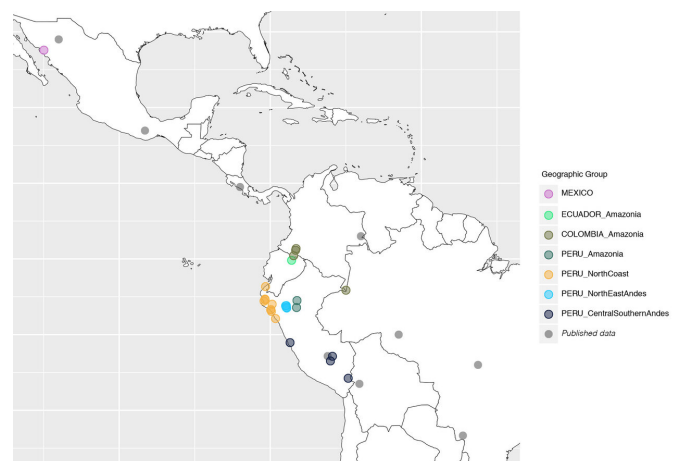 Geographic Group
MEXICO
ECUADOR_Amazonia
COLOMBIA_Amazonia
PERU_Amazonia
PERU_NorthCoast
PERU_NorthEastAndes
PERU_CentralSouthernAndes
Published data